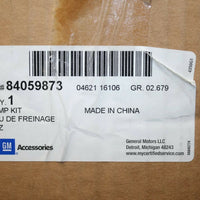 #84059873 04621 16106 GR. 02.679
Y. 1
MP KIT MADE IN CHINA
U DE FREINAGE
Z
GM Accessories
General Motors LLC
Detroit, Michigan 48243
www.mycertifiedservice.com